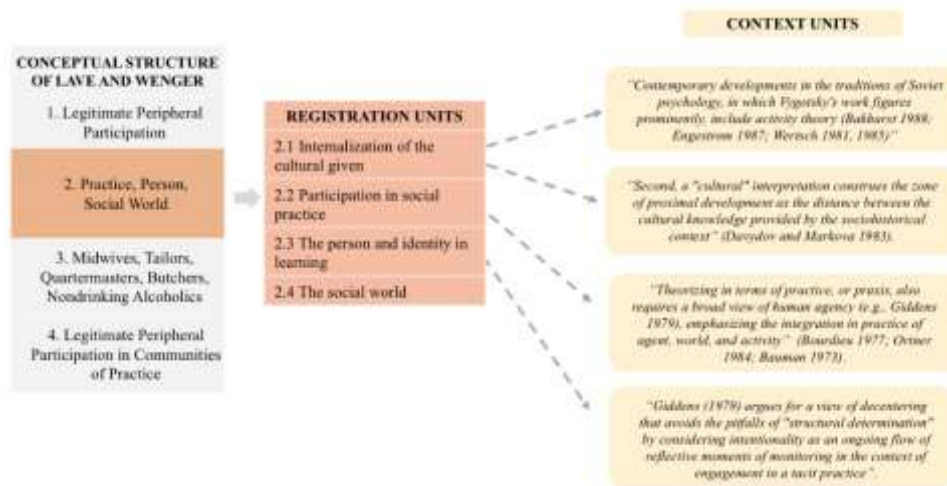 CONCEPTUAL STRUCTURE
OF LAVE AND WENGER
1. Legitimate Peripheral
Participation
2. Practice, Person,
Social World
3. Midwives, Tailors,
Quartermasters, Butchers,
Nondrinking Alcoholics
4. Legitimate Peripheral
Participation in Communities
of Practice
REGISTRATION UNITS
2.1 Internalization of the
cultural given
2.2 Participation in social
practice
2.3 The person and identity in
learning
2.4 The social world
CONTEXT UNITS
"Contemporary developments in the traditions of Soviet
psychology, in which Vygotsky's work figures
prominently, include activity theory (Bakhurst 1988;
Engestrom 1987; Wertsch 1981, 1985)"
"Second, a "cultural" interpretation construes the zone
of proximal development as the distance between the
cultural knowledge provided by the sociohistorical
context" (Davydov and Markova 1983).
"Theorizing in terms of practice, or praxis, also
requires a broad view of human agency (e.g., Giddens
1979), emphasizing the integration in practice of
agent, world, and activity" (Bourdieu 1977; Ortner
1984; Bauman 1973).
"Giddens (1979) argues for a view of decentering
that avoids the pitfalls of "structural determination"
by considering intentionality as an ongoing flow of
reflective moments of monitoring in the context of
engagement in a tacit practice".